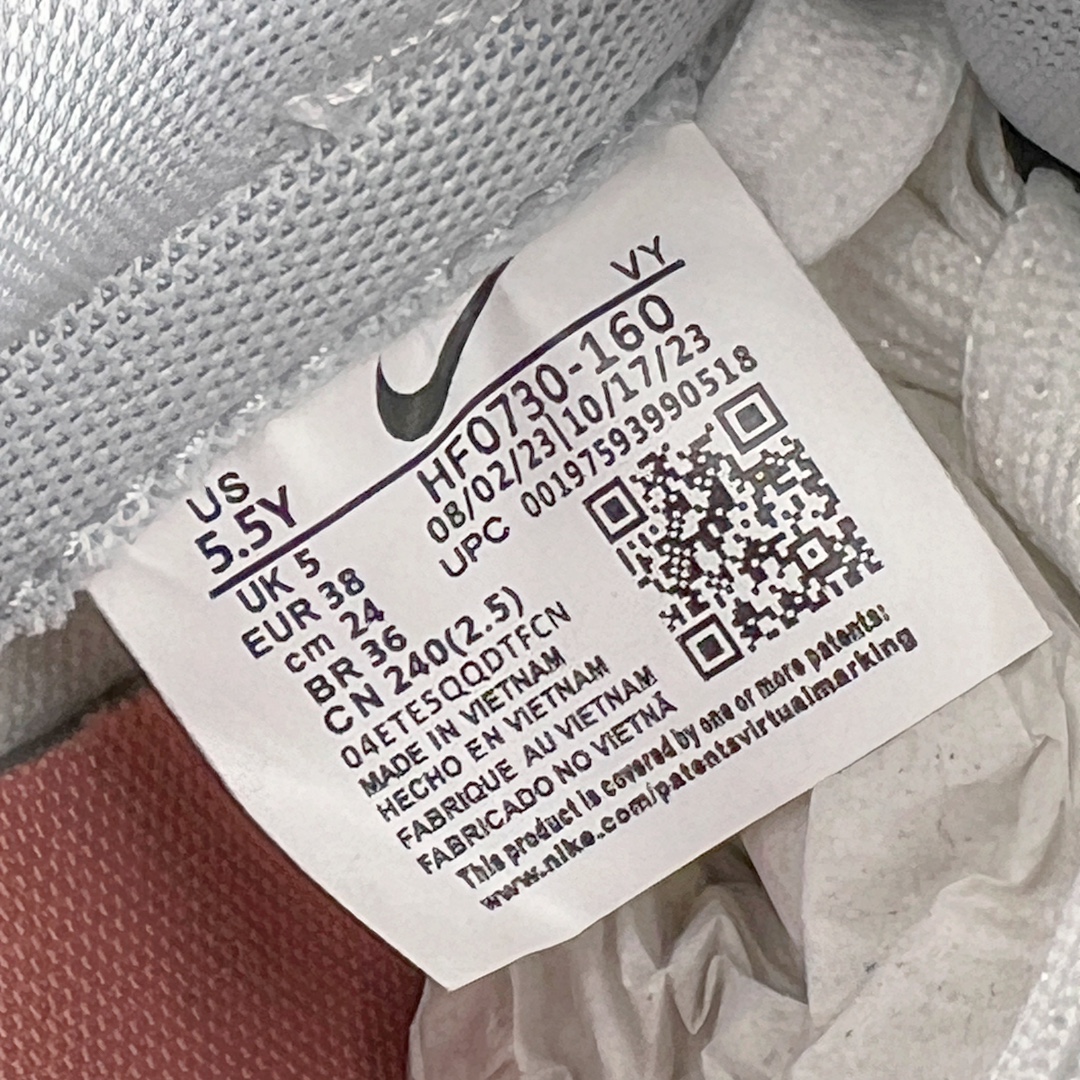 VY
US
5.5Y
HF0730-160
08/02/23|10/17/23
UPC 00197593990518
UK 5
EUR 38
cm 24
BR 36
CN 240(2.5)
04ETE5QQDTFCN
MADE IN VIETNAM
HECHO EN VIETNAM
FABRIQUE AU VIETNAM
FABRICADO NO VIETNÃ
This product is covered by one or more patents:
www.nike.com/patentsvirtualmarking